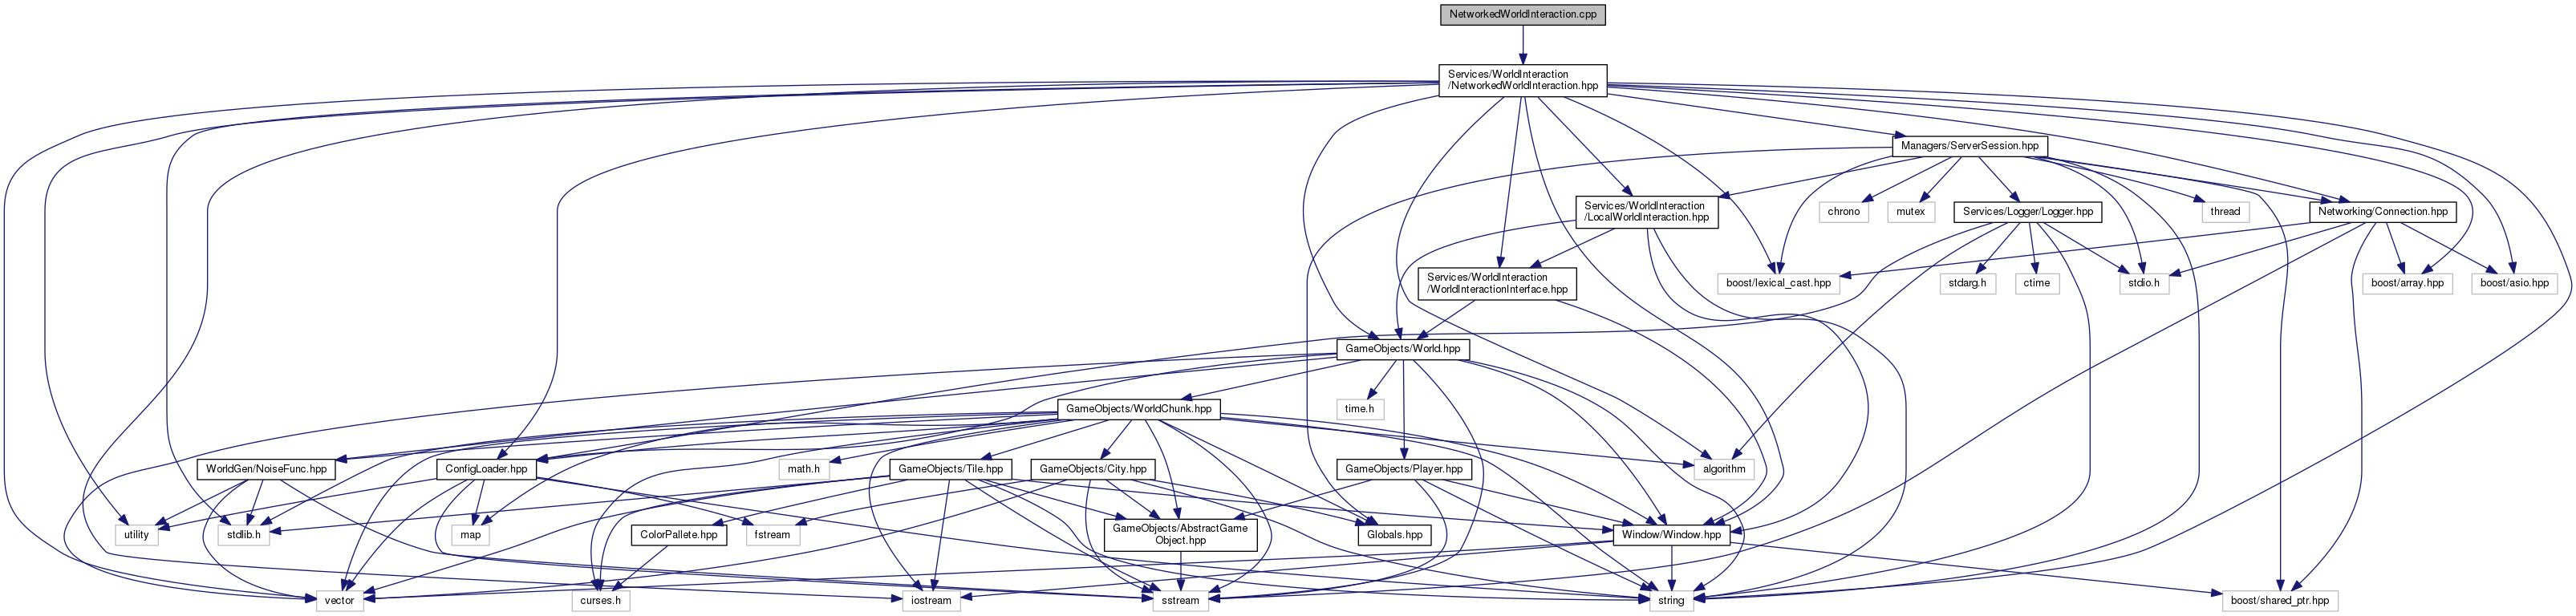 NetworkedWorldInteraction.cpp
Services/WorldInteraction
/NetworkedWorldInteraction.hpp
Managers/ServerSession.hpp
Services/WorldInteraction
/LocalWorldInteraction.hpp
chrono
mutex
Services/Logger/Logger.hpp
thread
Networking/Connection.hpp
Services/WorldInteraction
/WorldInteractionInterface.hpp
boost/lexical_cast.hpp
stdarg.h
ctime
stdio.h
boost/array.hpp
boost/asio.hpp
GameObjects/World.hpp
GameObjects/WorldChunk.hpp
time.h
WorldGen/NoiseFunc.hpp
ConfigLoader.hpp
math.h
GameObjects/Tile.hpp
GameObjects/City.hpp
GameObjects/Player.hpp
algorithm
utility
stdlib.h
map
ColorPallete.hpp
fstream
GameObjects/AbstractGame
Object.hpp
Globals.hpp
Window/Window.hpp
vector
curses.h
iostream
sstream
string
boost/shared_ptr.hpp